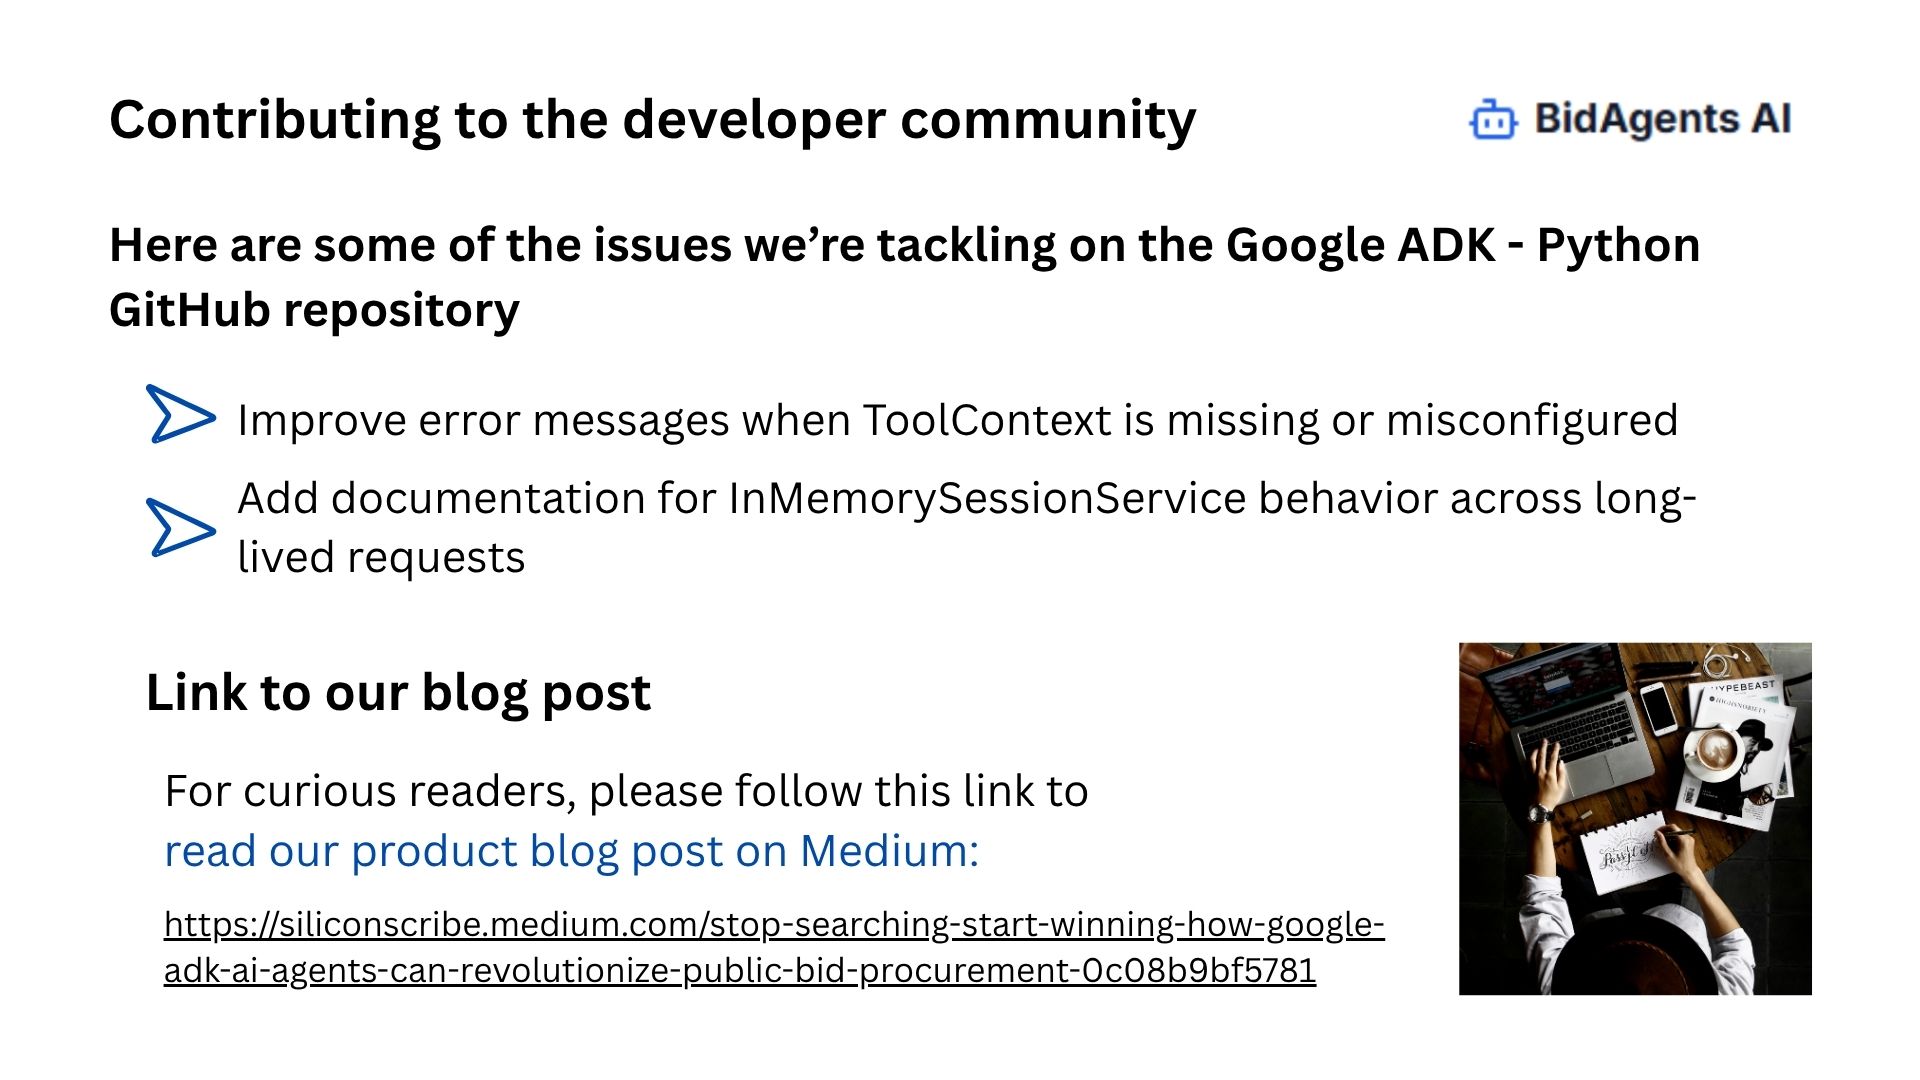 Contributing to the developer community
BidAgents AI
Here are some of the issues we’re tackling on the Google ADK - Python
GitHub repository
Improve error messages when ToolContext is missing or misconfigured
Add documentation for InMemorySessionService behavior across long-
lived requests
Link to our blog post
For curious readers, please follow this link to
read our product blog post on Medium:
https://siliconscribe.medium.com/stop-searching-start-winning-how-google-
adk-ai-agents-can-revolutionize-public-bid-procurement-0c08b9bf5781
HYPEBEAST
HIGHSNOBIETY